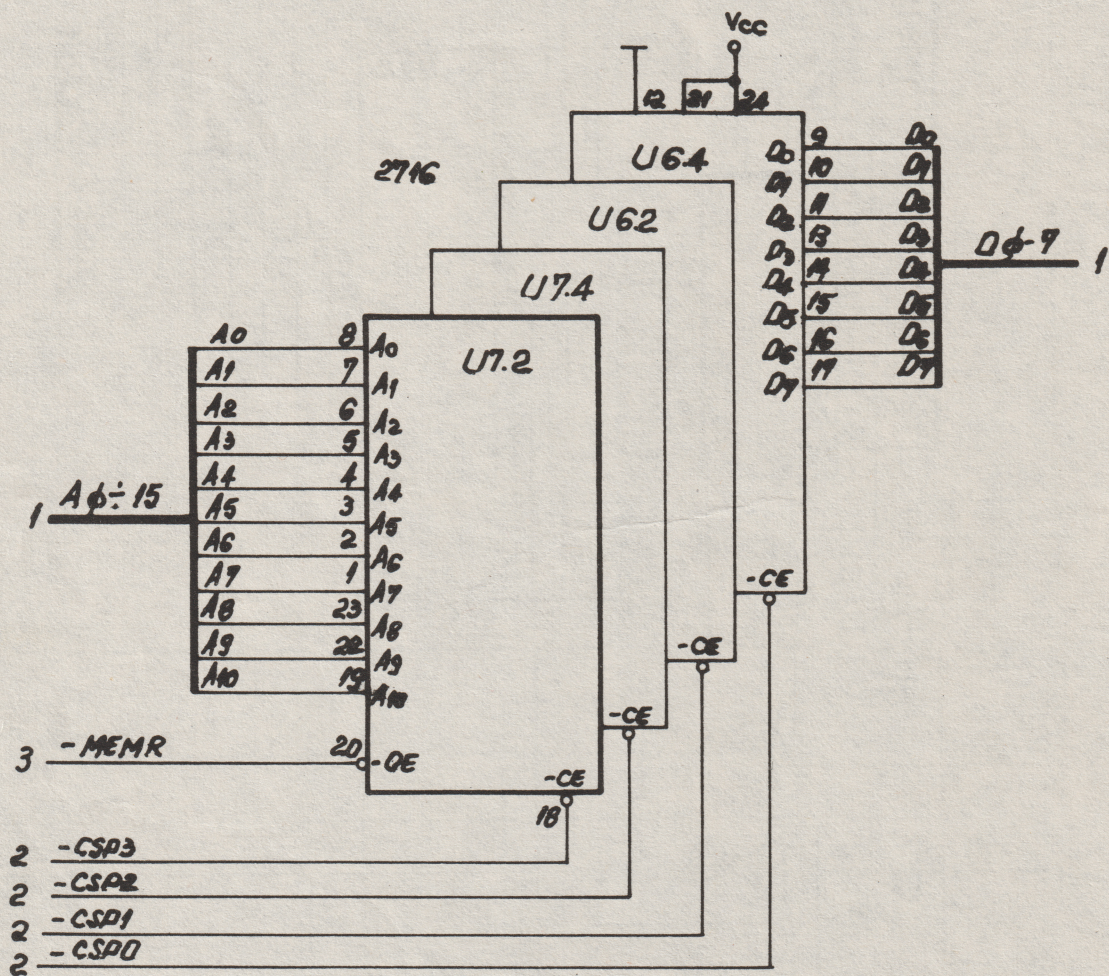 Vcc
12 21 24
2716
U6.4
U6.2
U7.4
U7.2
D0 9 D0
D1 10 D1
D2 11 D2
D3 13 D3
D4 14 D4
D5 15 D5
D6 16 D6
D7 17 D7
Dϕ-7 1
1 Aϕ÷15
A0 8 A0
A1 7 A1
A2 6 A2
A3 5 A3
A4 4 A4
A5 3 A5
A6 2 A6
A7 1 A7
A8 23 A8
A9 22 A9
A10 19 A10
3 -MEMR 20 -OE
-CE
-CE
-CE
-CE
18
2 -CSP3
2 -CSP2
2 -CSP1
2 -CSP0